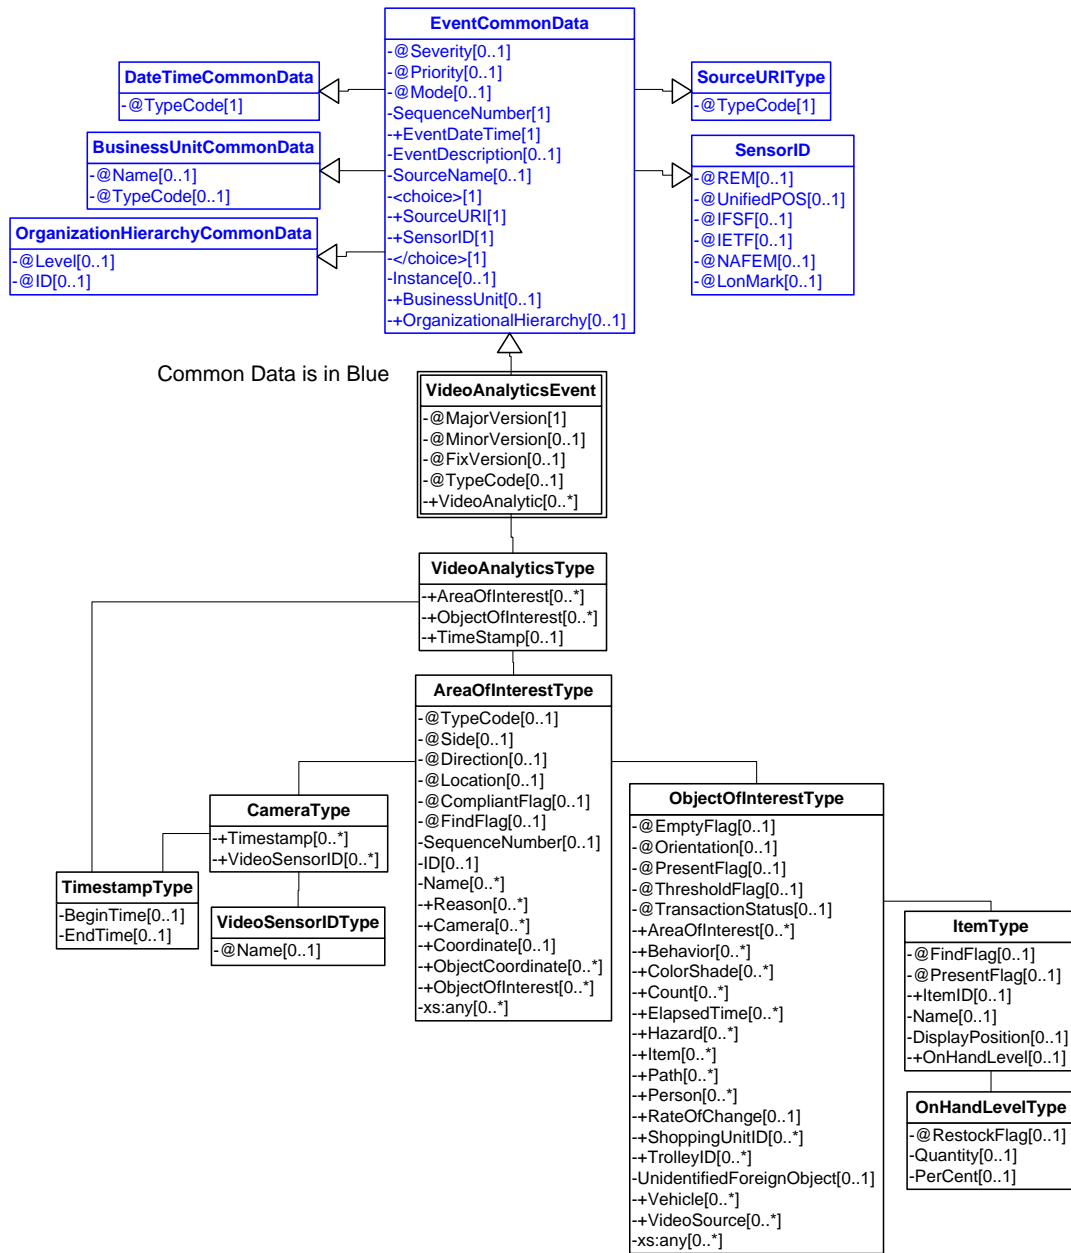 EventCommonData
-@Severity[0..1]
-@Priority[0..1]
-@Mode[0..1]
-SequenceNumber[1]
-+EventDateTime[1]
-EventDescription[0..1]
-SourceName[0..1]
-<choice>[1]
-+SourceURI[1]
-+SensorID[1]
-</choice>[1]
-Instance[0..1]
-+BusinessUnit[0..1]
-+OrganizationalHierarchy[0..1]
DateTimeCommonData
-@TypeCode[1]
BusinessUnitCommonData
-@Name[0..1]
-@TypeCode[0..1]
OrganizationHierarchyCommonData
-@Level[0..1]
-@ID[0..1]
SourceURIType
-@TypeCode[1]
SensorID
-@REM[0..1]
-@UnifiedPOS[0..1]
-@IFSF[0..1]
-@IETF[0..1]
-@NAFEM[0..1]
-@LonMark[0..1]
Common Data is in Blue
VideoAnalyticsEvent
-@MajorVersion[1]
-@MinorVersion[0..1]
-@FixVersion[0..1]
-@TypeCode[0..1]
-+VideoAnalytic[0..*]
VideoAnalyticsType
-+AreaOfInterest[0..*]
-+ObjectOfInterest[0..*]
-+TimeStamp[0..1]
AreaOfInterestType
-@TypeCode[0..1]
-@Side[0..1]
-@Direction[0..1]
-@Location[0..1]
-@CompliantFlag[0..1]
-@FindFlag[0..1]
-SequenceNumber[0..1]
-ID[0..1]
-Name[0..*]
-+Reason[0..*]
-+Camera[0..*]
-+Coordinate[0..1]
-+ObjectCoordinate[0..*]
-+ObjectOfInterest[0..*]
-xs:any[0..*]
CameraType
-+Timestamp[0..*]
-+VideoSensorID[0..*]
TimestampType
-BeginTime[0..1]
-EndTime[0..1]
VideoSensorIDType
-@Name[0..1]
ObjectOfInterestType
-@EmptyFlag[0..1]
-@Orientation[0..1]
-@PresentFlag[0..1]
-@ThresholdFlag[0..1]
-@TransactionStatus[0..1]
-+AreaOfInterest[0..*]
-+Behavior[0..*]
-+ColorShade[0..*]
-+Count[0..*]
-+ElapsedTime[0..*]
-+Hazard[0..*]
-+Item[0..*]
-+Path[0..*]
-+Person[0..*]
-+RateOfChange[0..1]
-+ShoppingUnitID[0..*]
-+TrolleyID[0..*]
-UnidentifiedForeignObject[0..1]
-+Vehicle[0..*]
-+VideoSource[0..*]
-xs:any[0..*]
ItemType
-@FindFlag[0..1]
-@PresentFlag[0..1]
-+ItemID[0..1]
-Name[0..1]
-DisplayPosition[0..1]
-+OnHandLevel[0..1]
OnHandLevelType
-@RestockFlag[0..1]
-Quantity[0..1]
-PerCent[0..1]